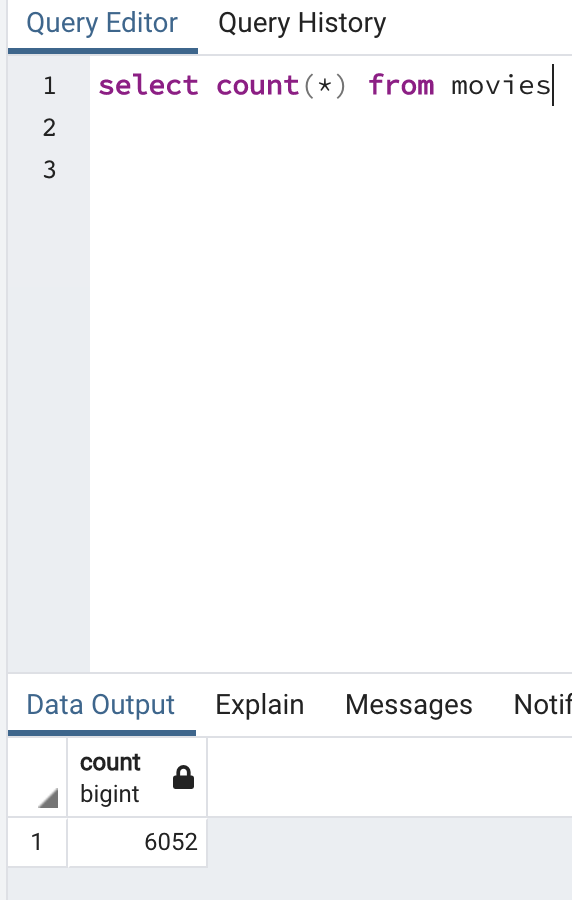 Query Editor Query History
1 select count(*) from movies
2
3
Data Output Explain Messages Notif
count
bigint
1 6052